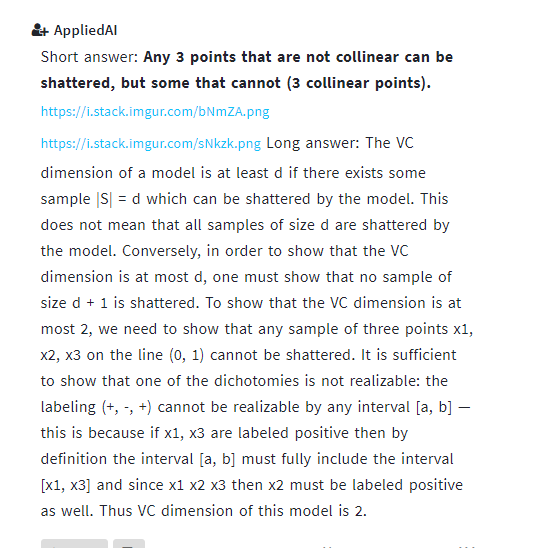 AppliedAI
Short answer: Any 3 points that are not collinear can be
shattered, but some that cannot (3 collinear points).
https://i.stack.imgur.com/bNmZA.png
https://i.stack.imgur.com/sNkzk.png Long answer: The VC
dimension of a model is at least d if there exists some
sample |S| = d which can be shattered by the model. This
does not mean that all samples of size d are shattered by
the model. Conversely, in order to show that the VC
dimension is at most d, one must show that no sample of
size d + 1 is shattered. To show that the VC dimension is at
most 2, we need to show that any sample of three points x1,
x2, x3 on the line (0, 1) cannot be shattered. It is sufficient
to show that one of the dichotomies is not realizable: the
labeling (+, -, +) cannot be realizable by any interval [a, b] —
this is because if x1, x3 are labeled positive then by
definition the interval [a, b] must fully include the interval
[x1, x3] and since x1 x2 x3 then x2 must be labeled positive
as well. Thus VC dimension of this model is 2.